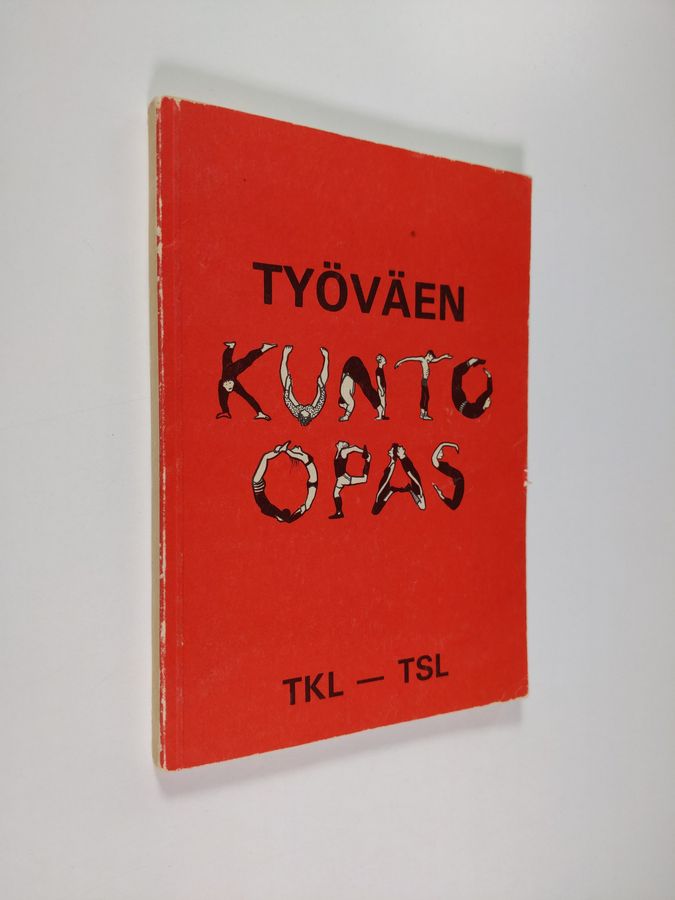 TYÖVÄEN
KUNTO
OPAS
TKL — TSL